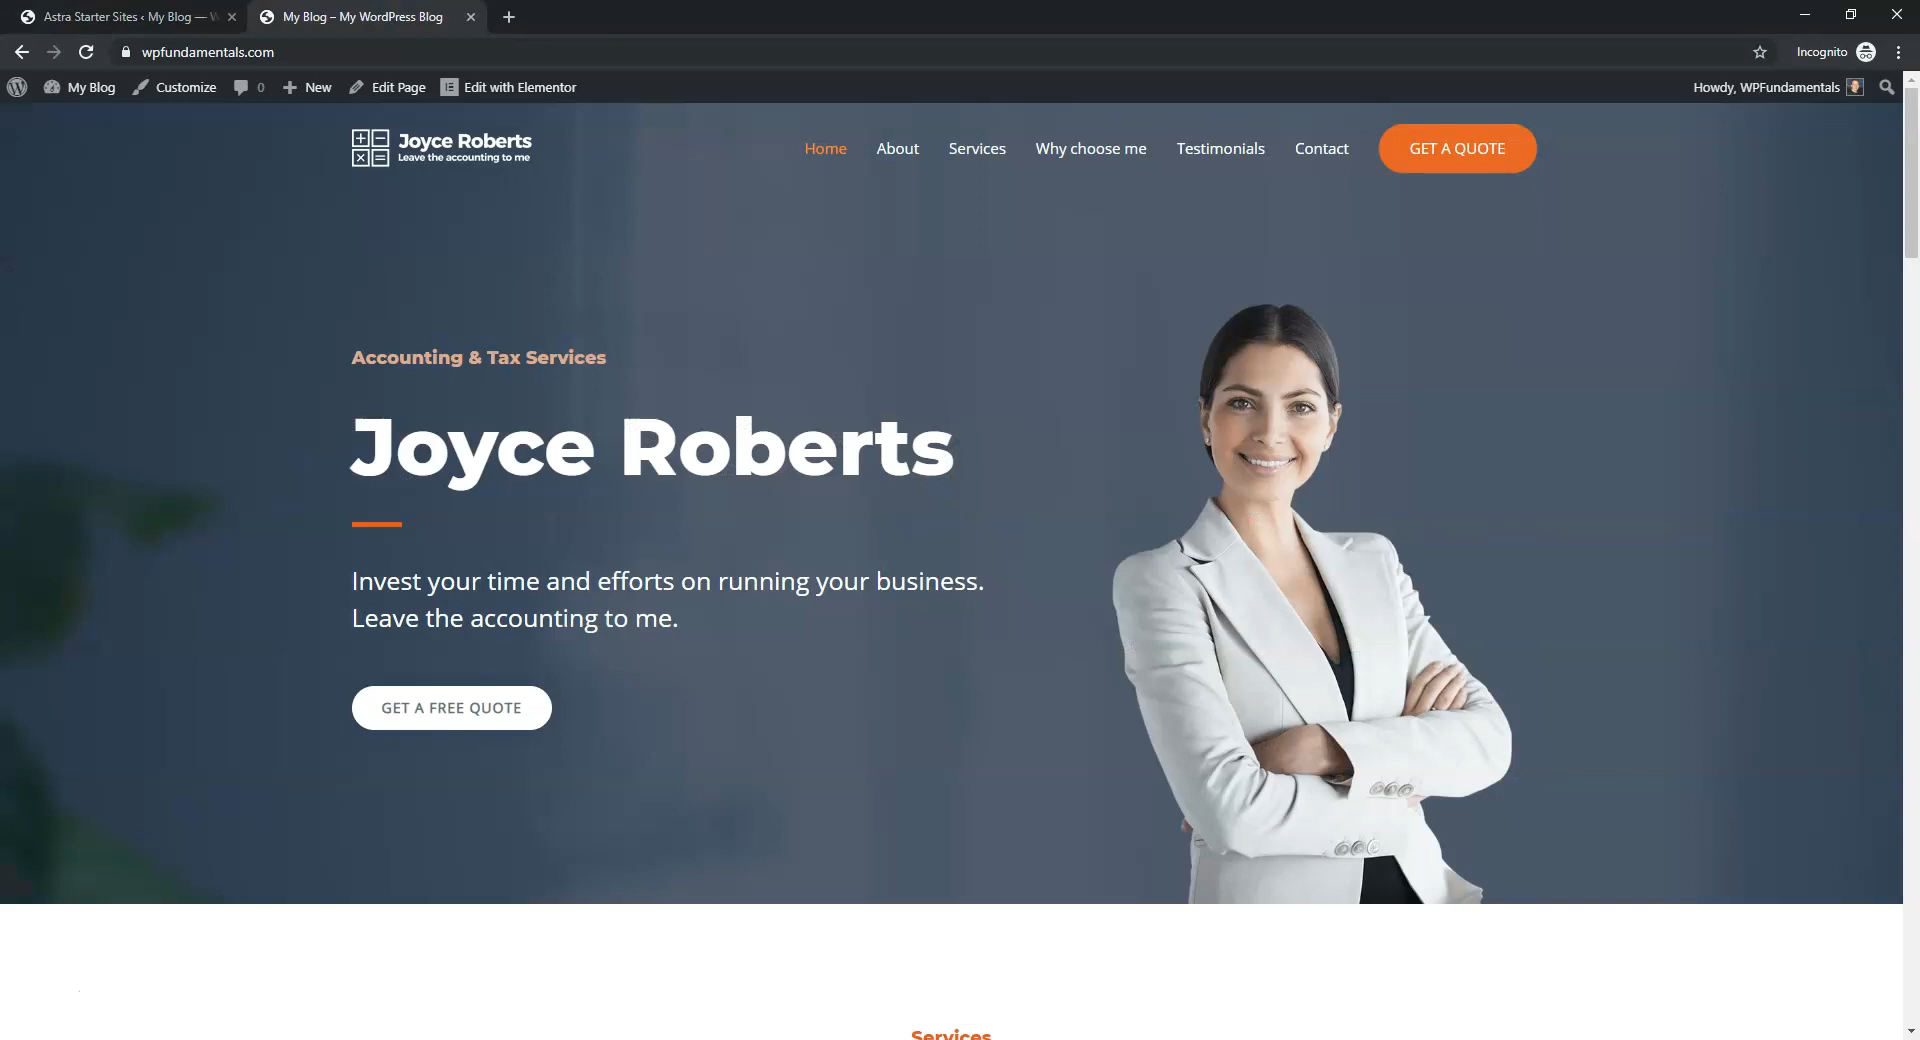 Astra Starter Sites ‹ My Blog — W
My Blog – My WordPress Blog
wpfundamentals.com
Incognito
My Blog
Customize
0
New
Edit Page
Edit with Elementor
Howdy, WPFundamentals
Joyce Roberts
Leave the accounting to me
Home
About
Services
Why choose me
Testimonials
Contact
GET A QUOTE
Accounting & Tax Services
Joyce Roberts
Invest your time and efforts on running your business.
Leave the accounting to me.
GET A FREE QUOTE
Services